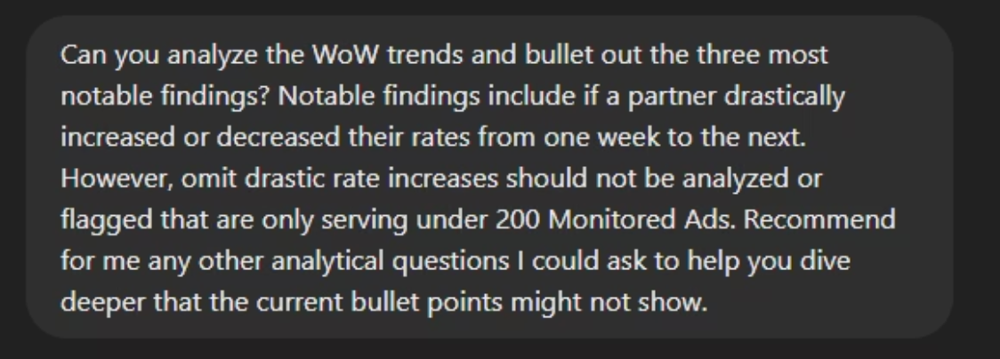 Can you analyze the WoW trends and bullet out the three most
notable findings? Notable findings include if a partner drastically
increased or decreased their rates from one week to the next.
However, omit drastic rate increases should not be analyzed or
flagged that are only serving under 200 Monitored Ads. Recommend
for me any other analytical questions I could ask to help you dive
deeper that the current bullet points might not show.